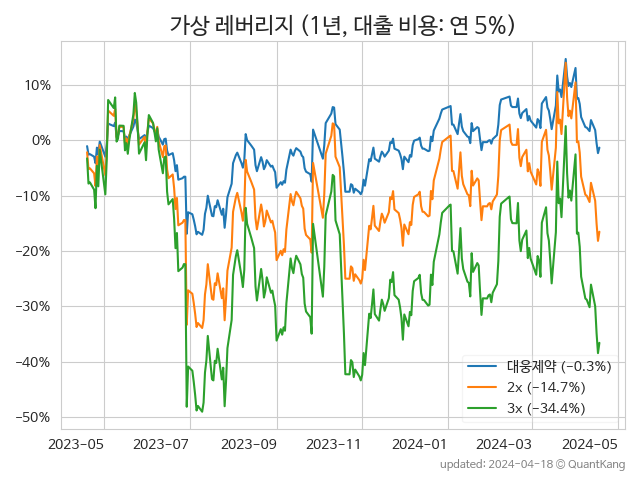 가상 레버리지 (1년, 대출 비용: 연 5%)
10%
0%
−10%
−20%
−30%
−40%
−50%
대웅제약 (−0.3%)
2x (−14.7%)
3x (−34.4%)
2023-05 2023-07 2023-09 2023-11 2024-01 2024-03 2024-05
updated: 2024-04-18 © QuantKang